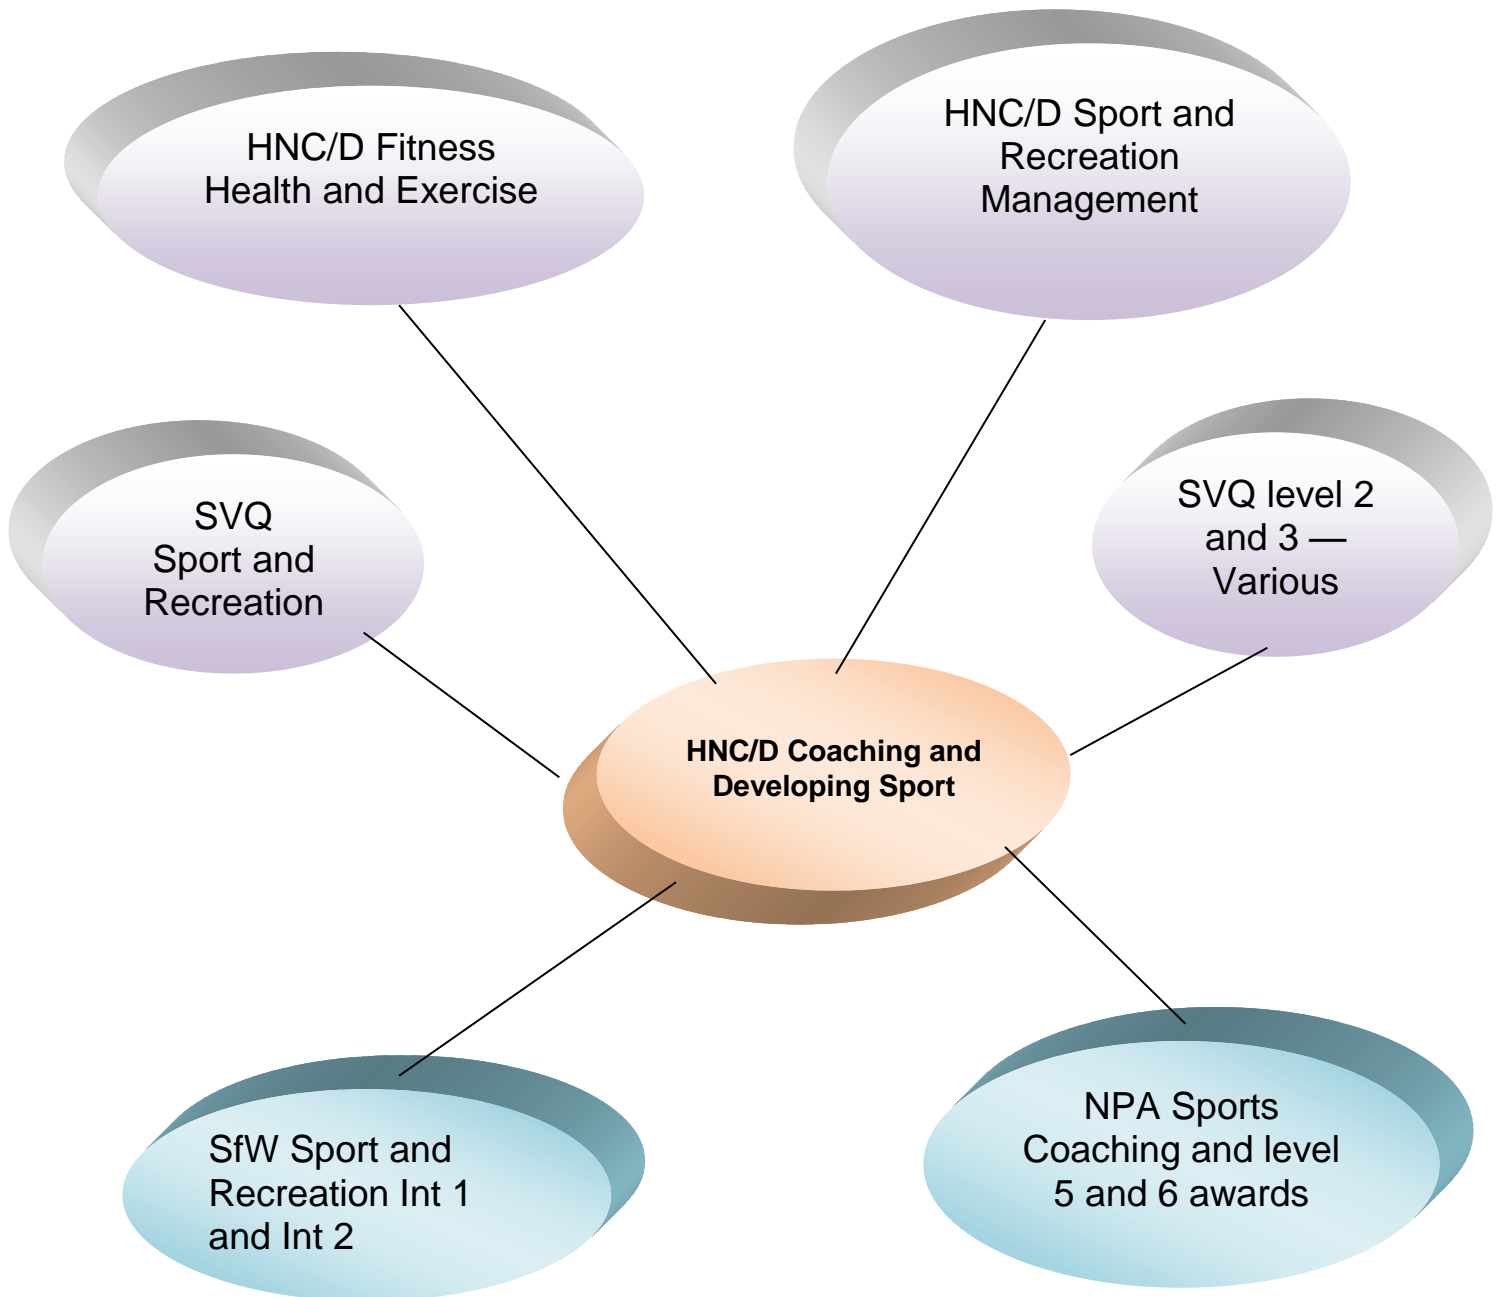 HNC/D Fitness
Health and Exercise
HNC/D Sport and
Recreation
Management
SVQ
Sport and
Recreation
SVQ level 2
and 3 —
Various
HNC/D Coaching and
Developing Sport
SfW Sport and
Recreation Int 1
and Int 2
NPA Sports
Coaching and level
5 and 6 awards